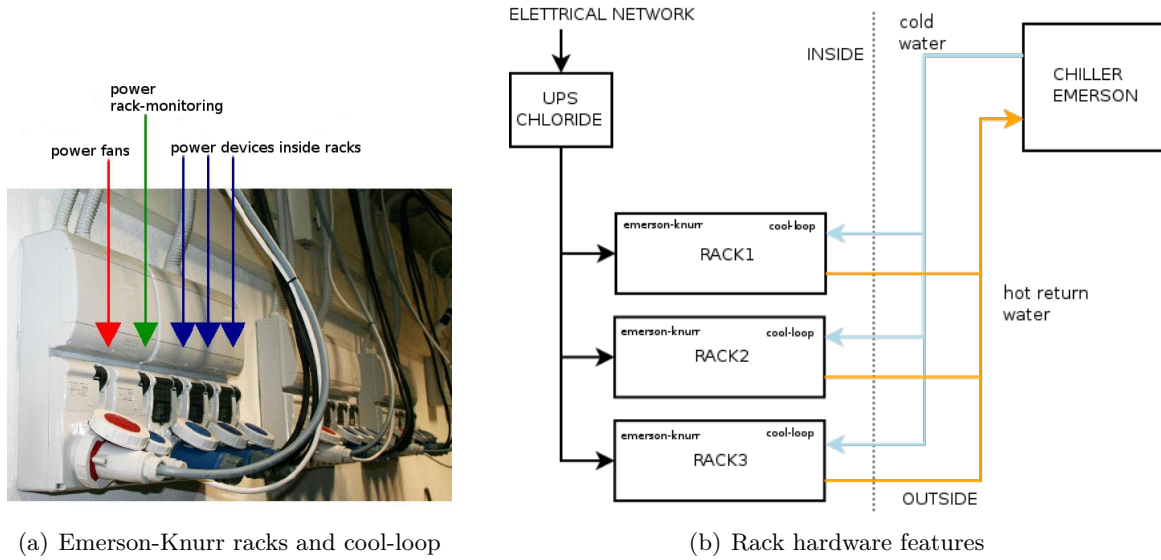 power
rack-monitoring
power fans
power devices inside racks
(a) Emerson-Knurr racks and cool-loop
ELETTRICAL NETWORK
UPS
CHLORIDE
INSIDE
cold
water
CHILLER
EMERSON
emerson-knurr
cool-loop
RACK1
emerson-knurr
cool-loop
RACK2
emerson-knurr
cool-loop
RACK3
hot return
water
OUTSIDE
(b) Rack hardware features